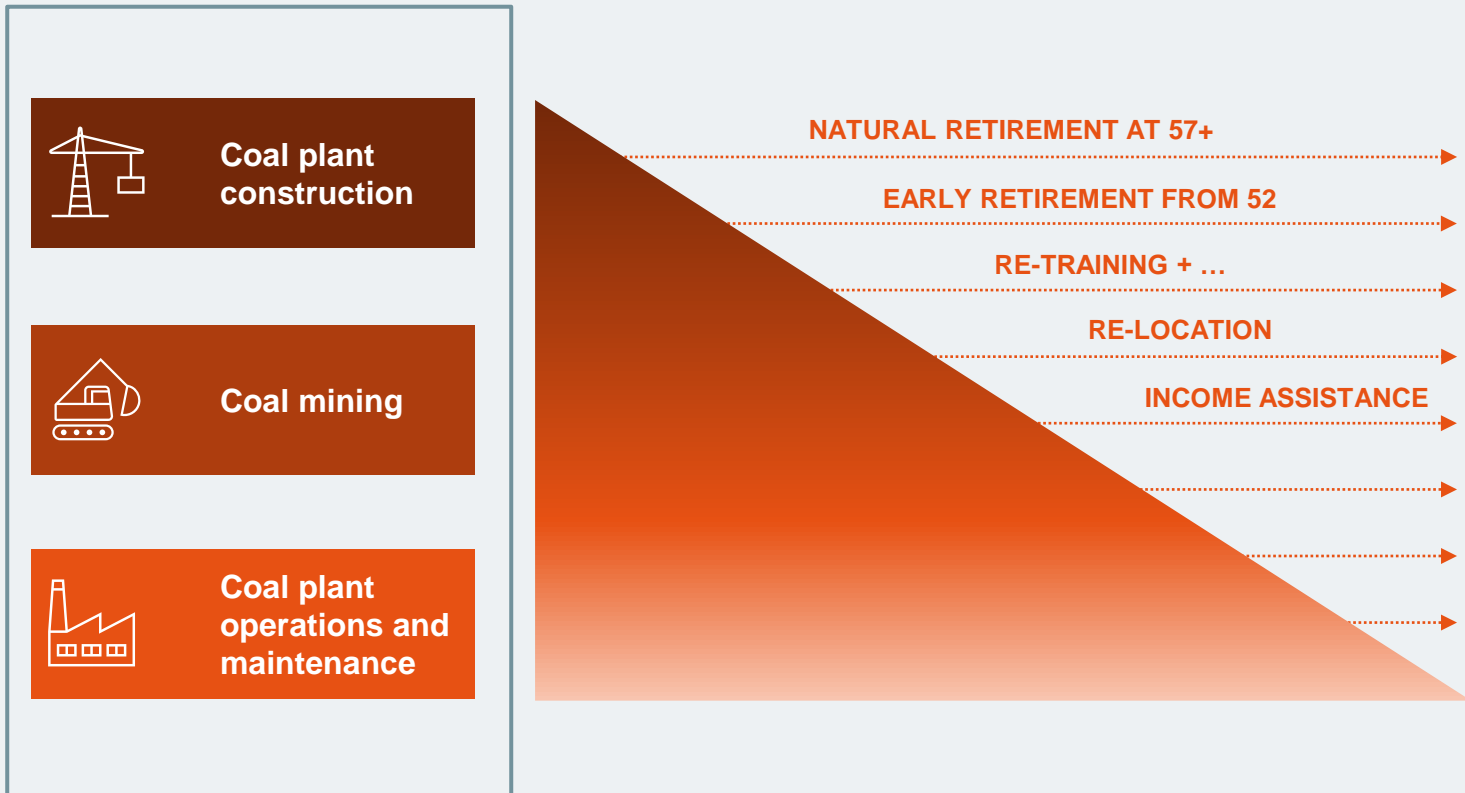 Coal plant
construction
Coal mining
Coal plant
operations and
maintenance
NATURAL RETIREMENT AT 57+
EARLY RETIREMENT FROM 52
RE-TRAINING + …
RE-LOCATION
INCOME ASSISTANCE